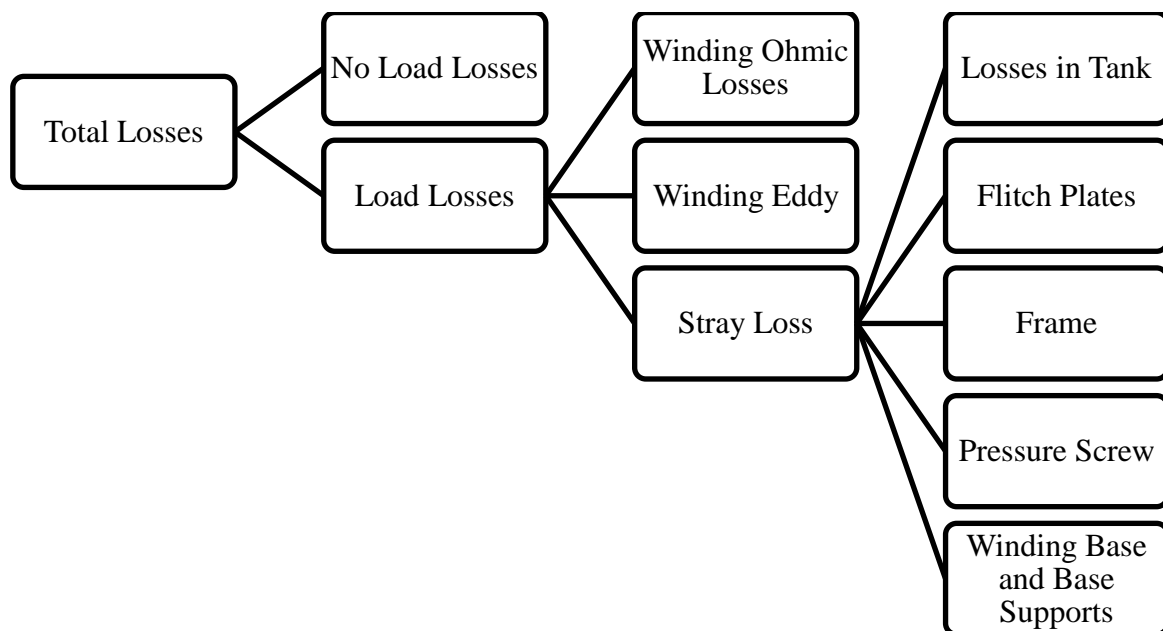 Total Losses
No Load Losses
Load Losses
Winding Ohmic
Losses
Winding Eddy
Stray Loss
Losses in Tank
Flitch Plates
Frame
Pressure Screw
Winding Base
and Base
Supports